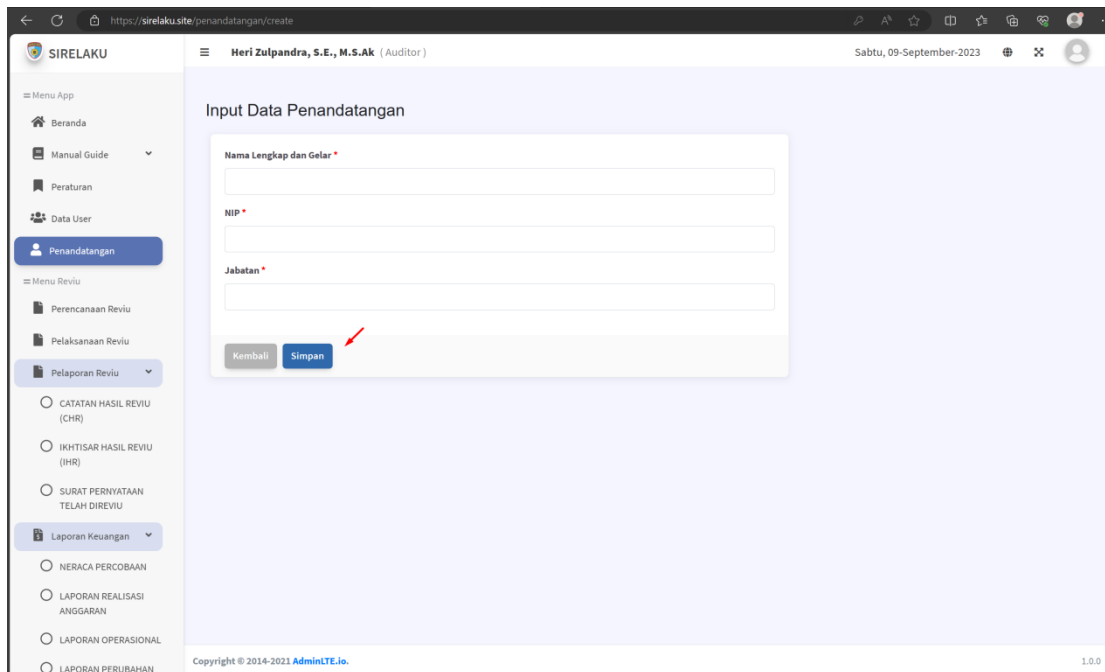 https://sirelaku.site/penandatangan/create
SIRELAKU
Heri Zulpandra, S.E., M.S.Ak ( Auditor )
Sabtu, 09-September-2023
Menu App
Beranda
Manual Guide
Peraturan
Data User
Penandatangan
Menu Reviu
Perencanaan Reviu
Pelaksanaan Reviu
Pelaporan Reviu
CATATAN HASIL REVIU
(CHR)
IKHTISAR HASIL REVIU
(IHR)
SURAT PERNYATAAN
TELAH DIREVIU
Laporan Keuangan
NERACA PERCOBAAN
LAPORAN REALISASI
ANGGARAN
LAPORAN OPERASIONAL
LAPORAN PERUBAHAN
Input Data Penandatangan
Nama Lengkap dan Gelar *
NIP *
Jabatan *
Kembali
Simpan
Copyright © 2014-2021 AdminLTE.io.
1.0.0